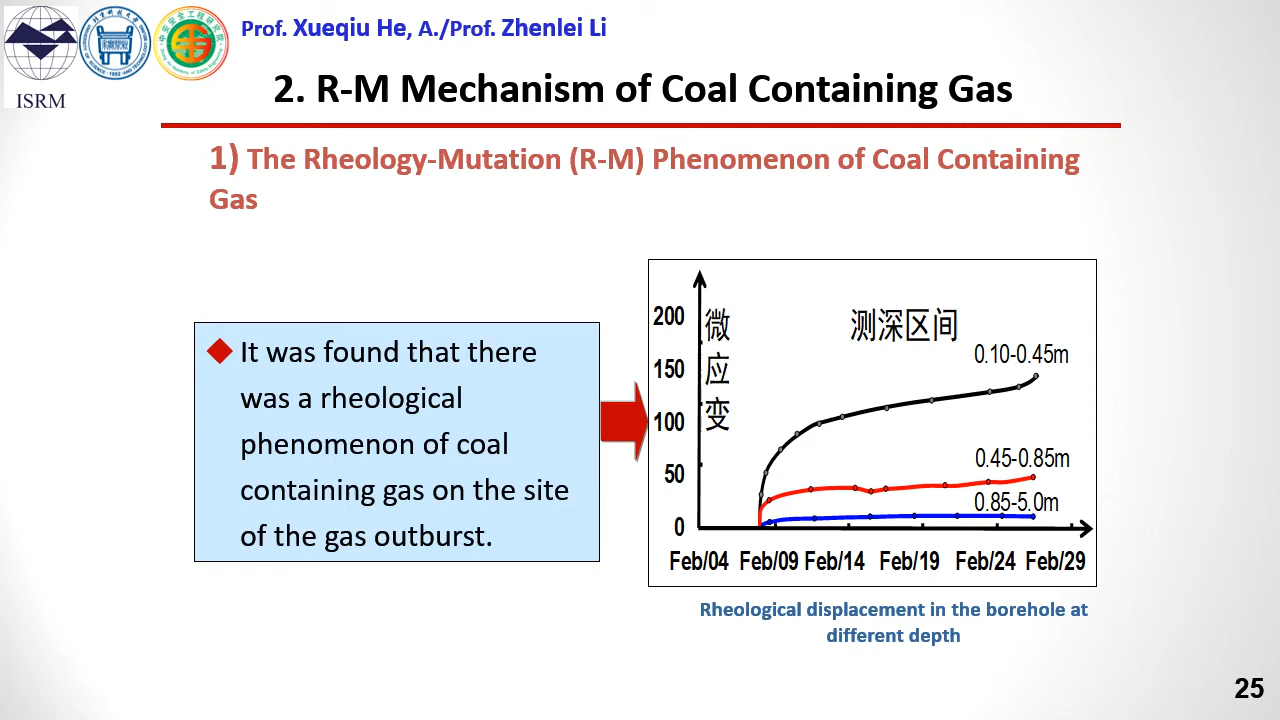 Prof. Xueqiu He, A./Prof. Zhenlei Li
ISRM
2. R-M Mechanism of Coal Containing Gas
1) The Rheology-Mutation (R-M) Phenomenon of Coal Containing
Gas
It was found that there
was a rheological
phenomenon of coal
containing gas on the site
of the gas outburst.
200
150
100
50
0
微
应
变
测深区间
0.10-0.45m
0.45-0.85m
0.85-5.0m
Feb/04 Feb/09 Feb/14 Feb/19 Feb/24 Feb/29
Rheological displacement in the borehole at
different depth
25